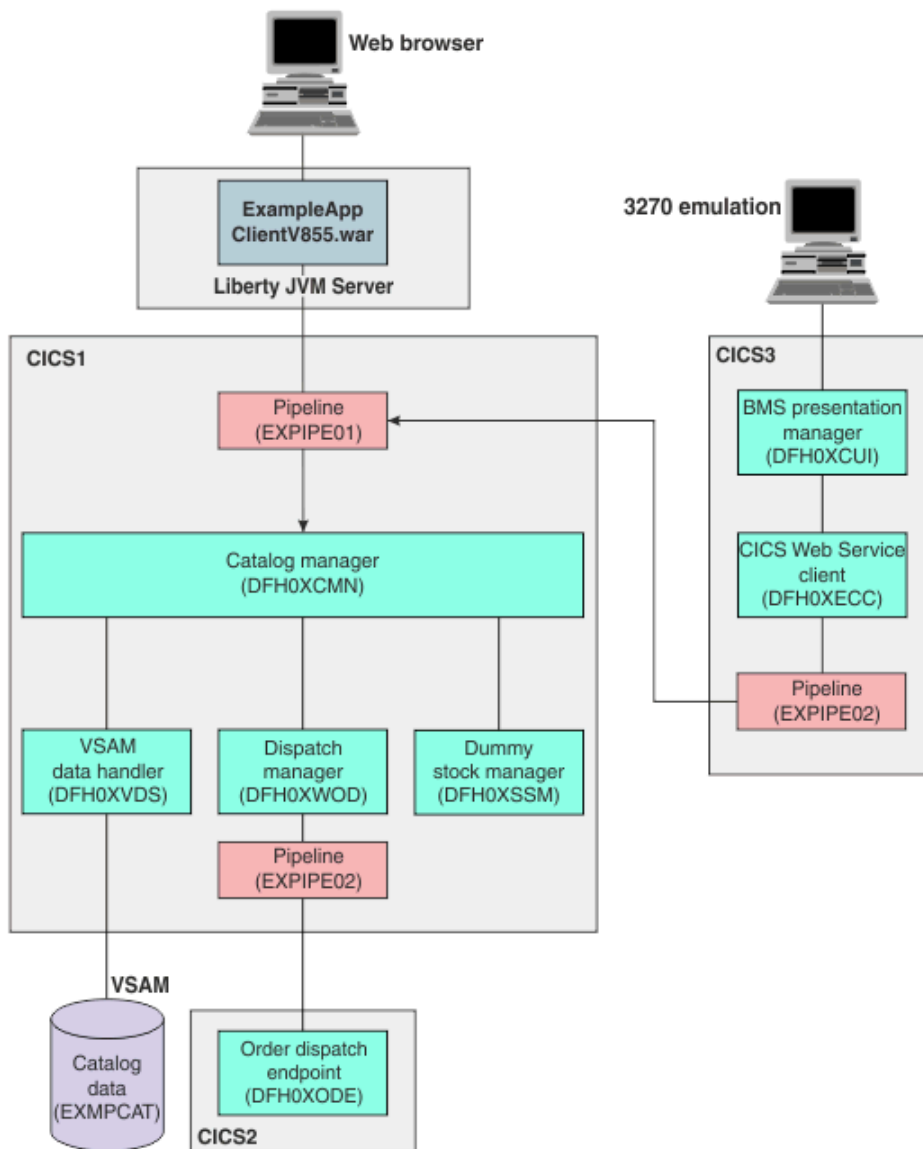 Web browser
ExampleApp
ClientV855.war
Liberty JVM Server
3270 emulation
CICS1
Pipeline
(EXPIPE01)
Catalog manager
(DFH0XCMN)
VSAM
data handler
(DFH0XVDS)
Dispatch
manager
(DFH0XWOD)
Dummy
stock manager
(DFH0XSSM)
Pipeline
(EXPIPE02)
CICS3
BMS presentation
manager
(DFH0XCUI)
CICS Web Service
client
(DFH0XECC)
Pipeline
(EXPIPE02)
VSAM
Catalog
data
(EXMPCAT)
Order dispatch
endpoint
(DFH0XODE)
CICS2